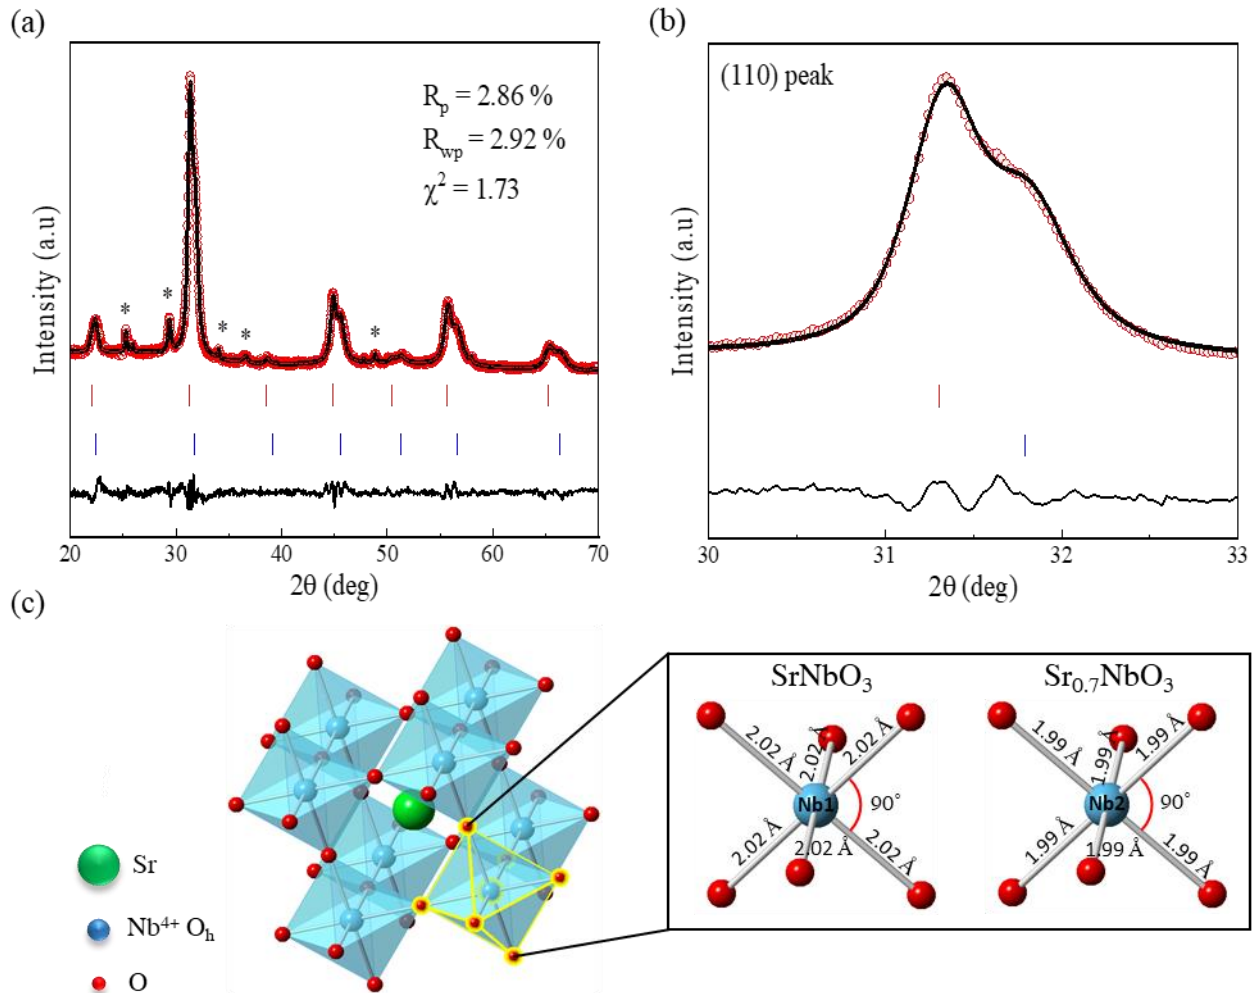 (a)
Rp = 2.86 %
Rwp = 2.92 %
χ2 = 1.73
*
*
*
*
*
Intensity (a.u)
20 30 40 50 60 70
2θ (deg)
(b)
(110) peak
Intensity (a.u)
30 31 32 33
2θ (deg)
(c)
Sr
Nb4+ Oh
O
SrNbO3
2.02 Å
2.02 Å
2.02 Å
Nb1
90°
2.02 Å
2.02 Å
2.02 Å
Sr0.7NbO3
1.99 Å
1.99 Å
1.99 Å
Nb2
90°
1.99 Å
1.99 Å
1.99 Å